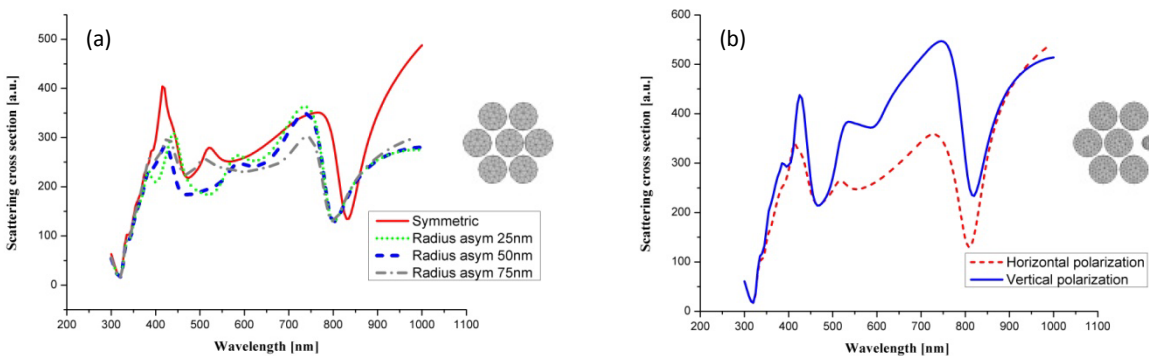 (a)
Scattering cross section [a.u.]
500
400
300
200
100
0
200 300 400 500 600 700 800 900 1000 1100
Wavelength [nm]
Symmetric
Radius asym 25nm
Radius asym 50nm
Radius asym 75nm
(b)
Scattering cross section [a.u.]
600
500
400
300
200
100
0
200 300 400 500 600 700 800 900 1000 1100
Wavelength [nm]
Horizontal polarization
Vertical polarization